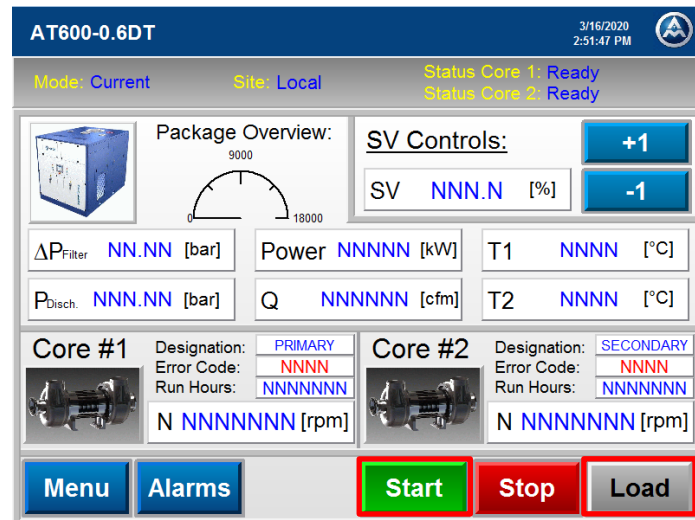 AT600-0.6DT
3/16/2020
2:51:47 PM
Mode: Current
Site: Local
Status Core 1: Ready
Status Core 2: Ready
Package Overview:
9000
0
18000
SV Controls:
SV NNN.N [%]
+1
-1
ΔPFilter NN.NN [bar]
Power NNNNN [kW]
T1 NNNN [°C]
PDisch. NNN.NN [bar]
Q NNNNNN [cfm]
T2 NNNN [°C]
Core #1
Designation: PRIMARY
Error Code: NNNN
Run Hours: NNNNNNN
N NNNNNNN [rpm]
Core #2
Designation: SECONDARY
Error Code: NNNN
Run Hours: NNNNNNN
N NNNNNNN [rpm]
Menu
Alarms
Start
Stop
Load